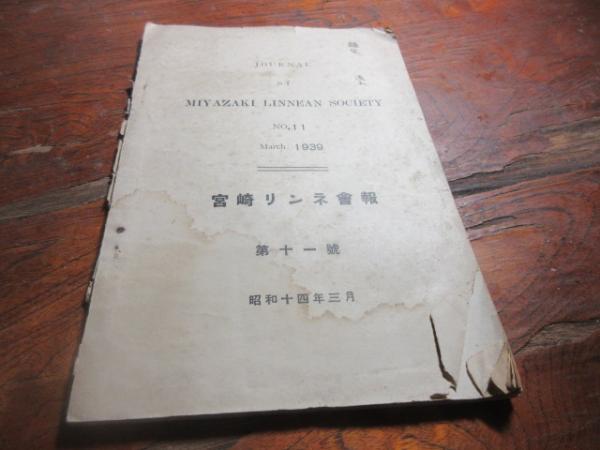 JOURNAL
OF
MIYAZAKI LINNEAN SOCIETY
NO.11
March 1939
宮崎リンネ會報
第十一號
昭和十四年三月